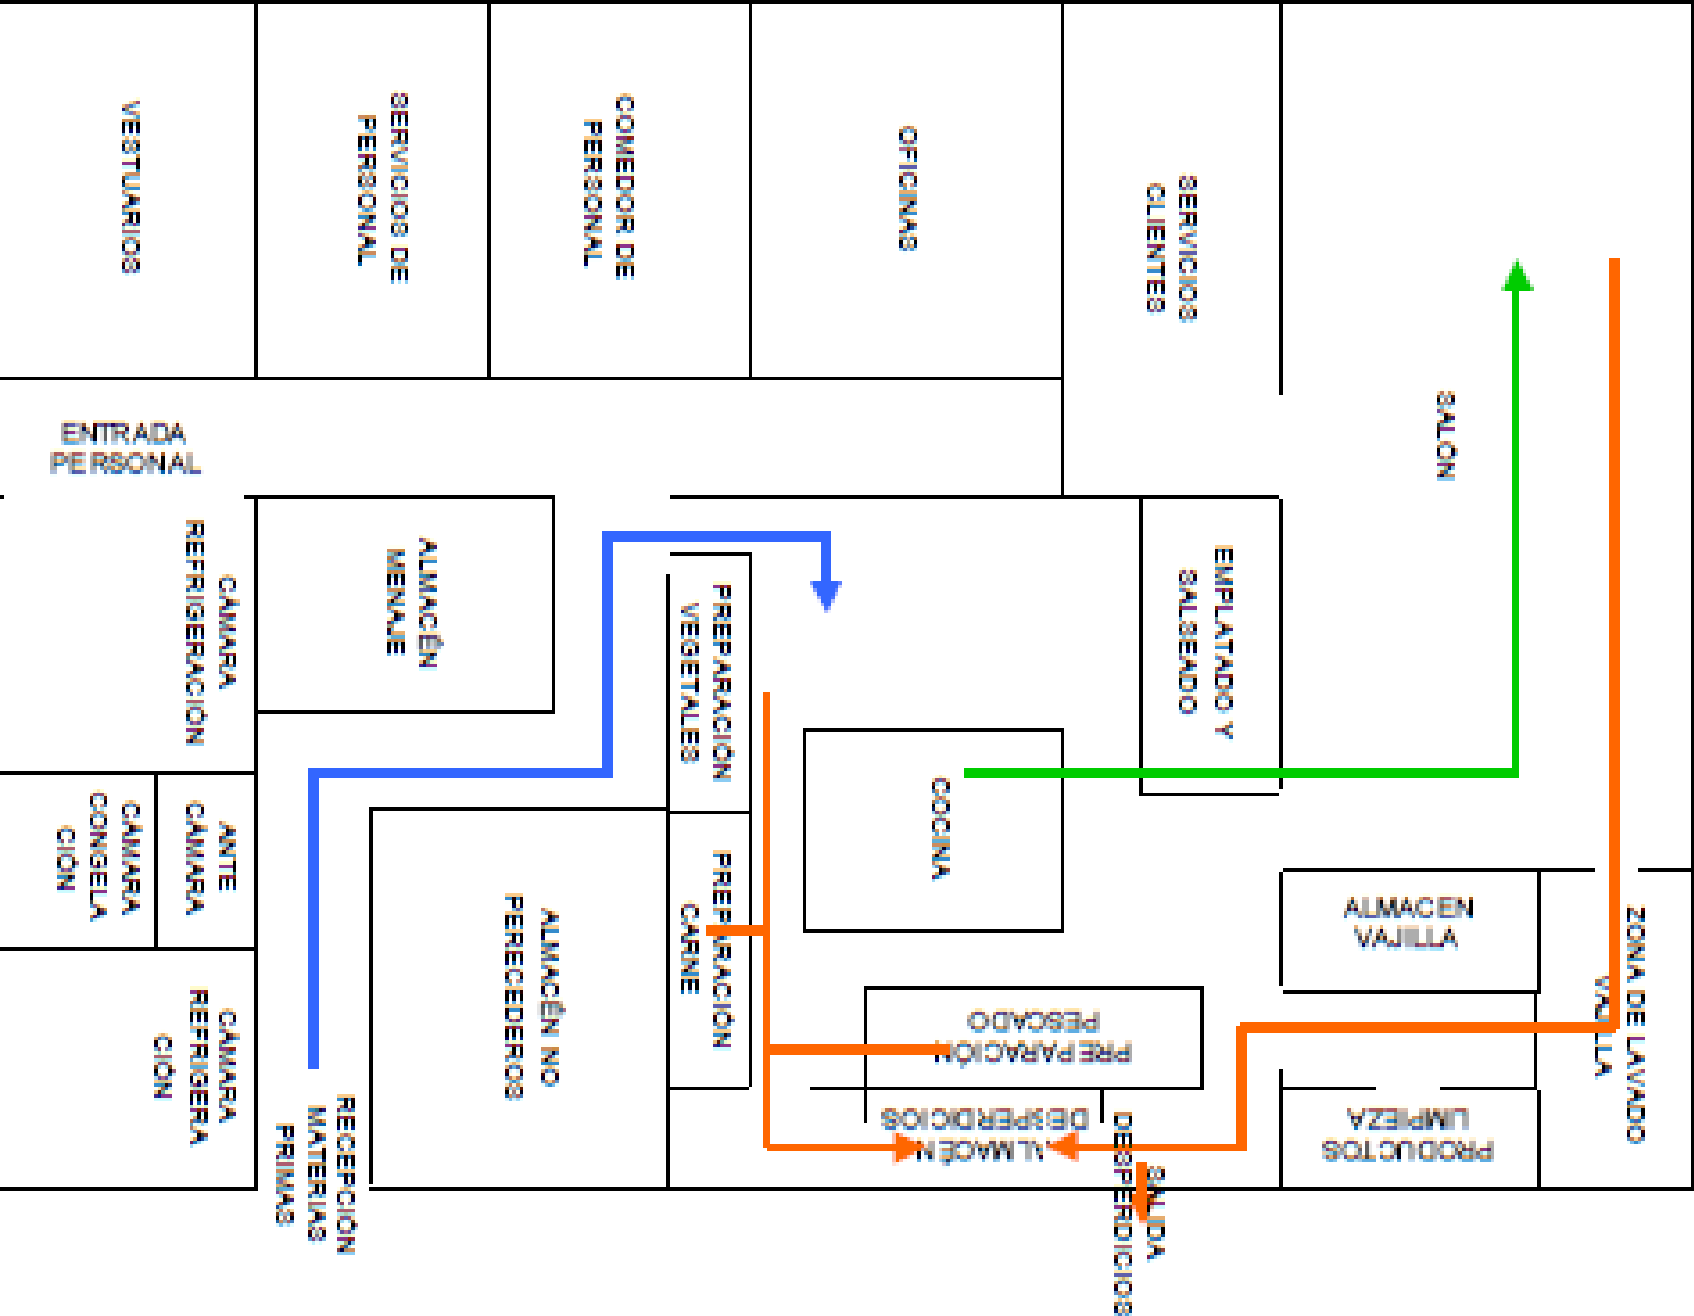 VESTUARIOS
SERVICIOS DE
PERSONAL
COMEDOR DE
PERSONAL
OFICINAS
SERVICIOS
CLIENTES
SALÓN
ENTRADA
PERSONAL
CÁMARA
REFRIGERACIÓN
ALMACÉN
MENAJE
PREPARACIÓN
VEGETALES
EMPLATADO Y
SALSEADO
COCINA
ANTE
CÁMARA
CÁMARA
CONGELA
CIÓN
PREPARACIÓN
CARNE
ALMACÉN NO
PERECEDEROS
ALMACEN
VAJILLA
ZONA DE LAVADO
VAJILLA
CÁMARA
REFRIGERA
CIÓN
PREPARACIÓN
PESCADO
ALMACÉN
DESPERDICIOS
PRODUCTOS
LIMPIEZA
RECEPCIÓN
MATERIAS
PRIMAS
SALIDA
DESPERDICIOS